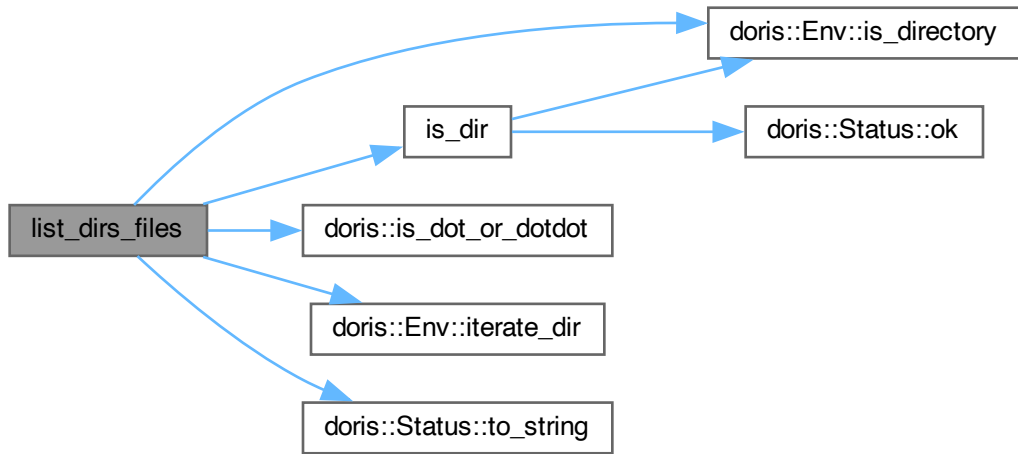 doris::Env::is_directory
is_dir
doris::Status::ok
list_dirs_files
doris::is_dot_or_dotdot
doris::Env::iterate_dir
doris::Status::to_string